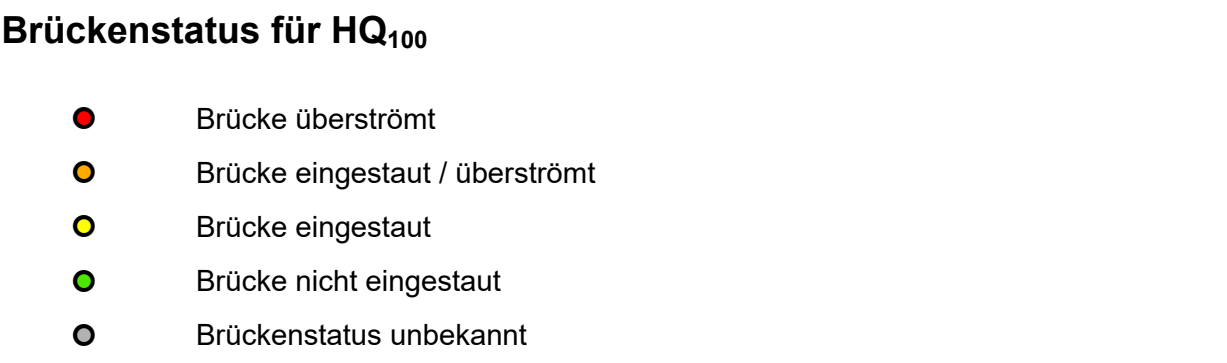 Brückenstatus für HQ₁₀₀
Brücke überströmt
Brücke eingestaut / überströmt
Brücke eingestaut
Brücke nicht eingestaut
Brückenstatus unbekannt